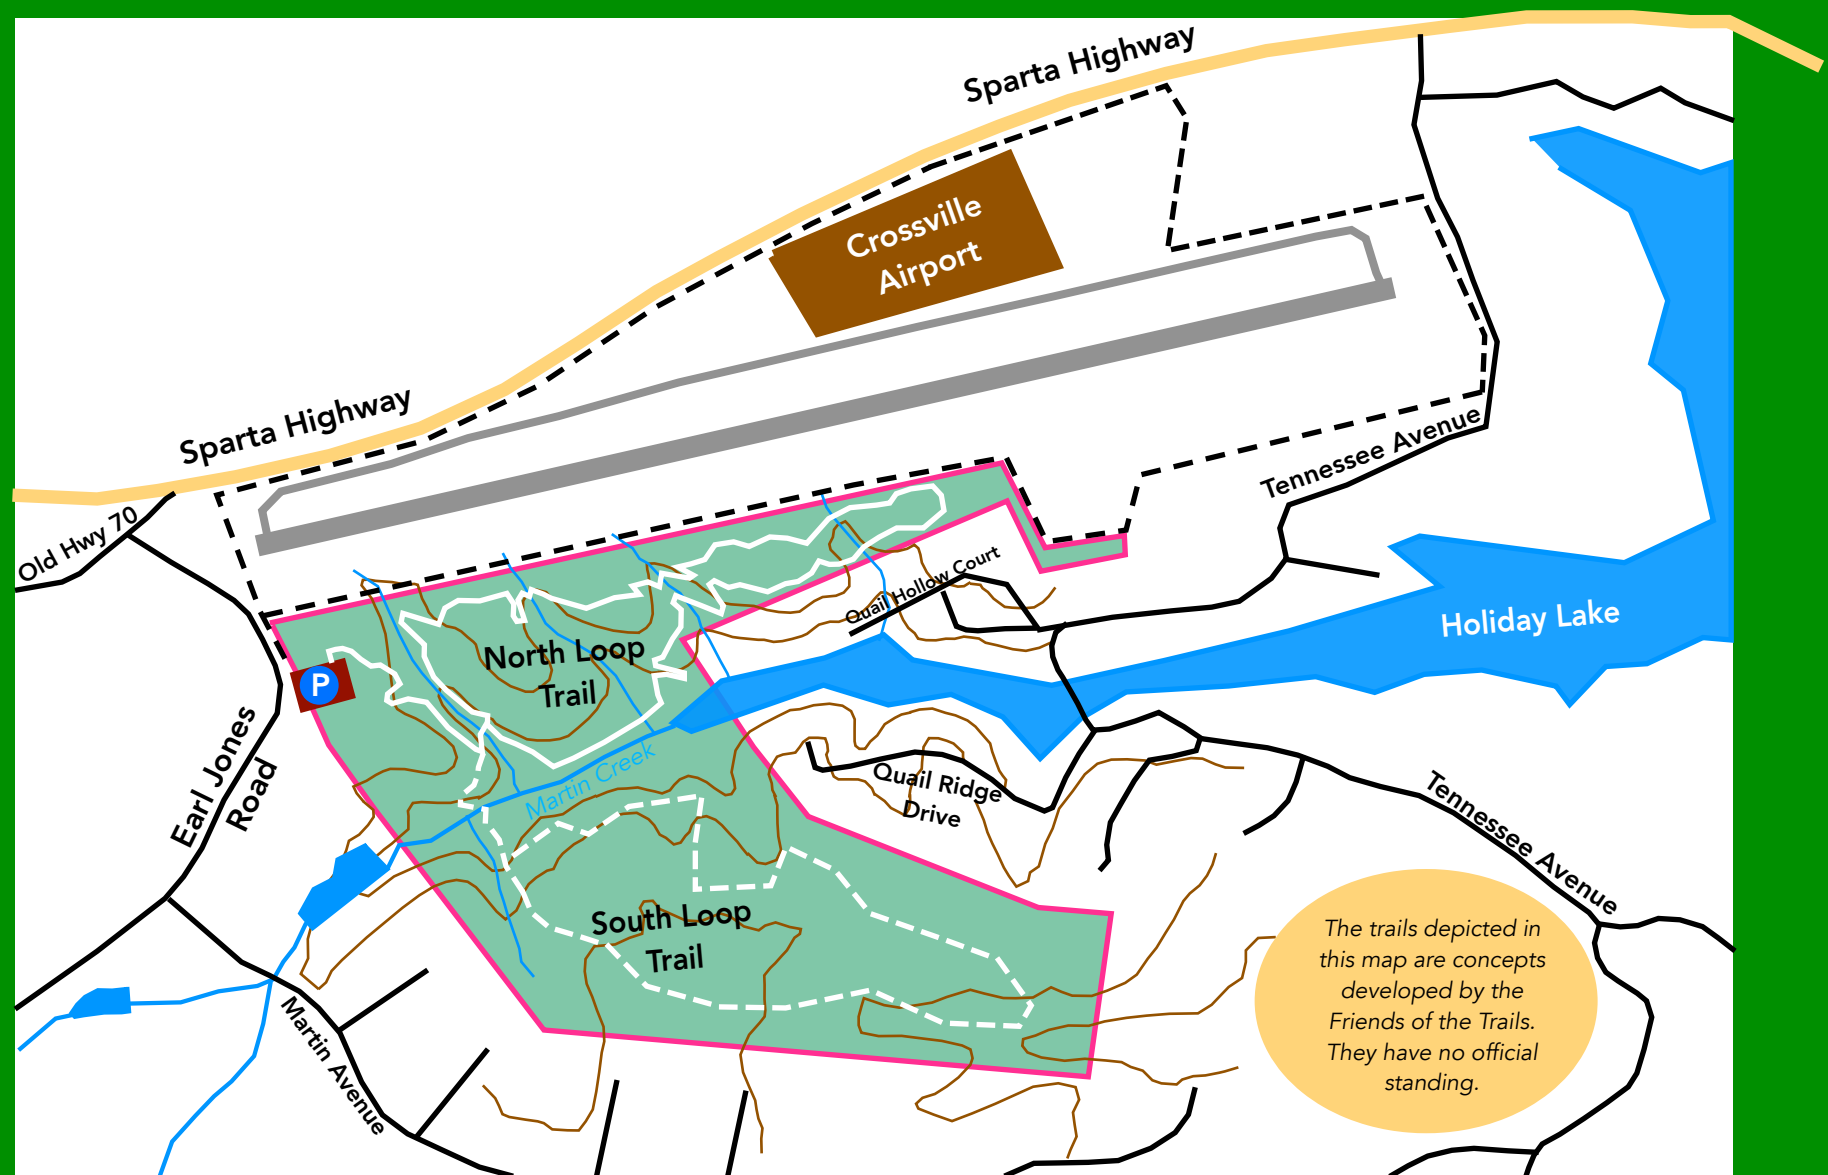 Sparta Highway
Crossville
Airport
Sparta Highway
Old Hwy 70
Tennessee Avenue
Quail Hollow Court
Holiday Lake
North Loop
Trail
P
Earl Jones
Road
Martin Creek
Quail Ridge
Drive
Tennessee Avenue
South Loop
Trail
Martin Avenue
The trails depicted in
this map are concepts
developed by the
Friends of the Trails.
They have no official
standing.